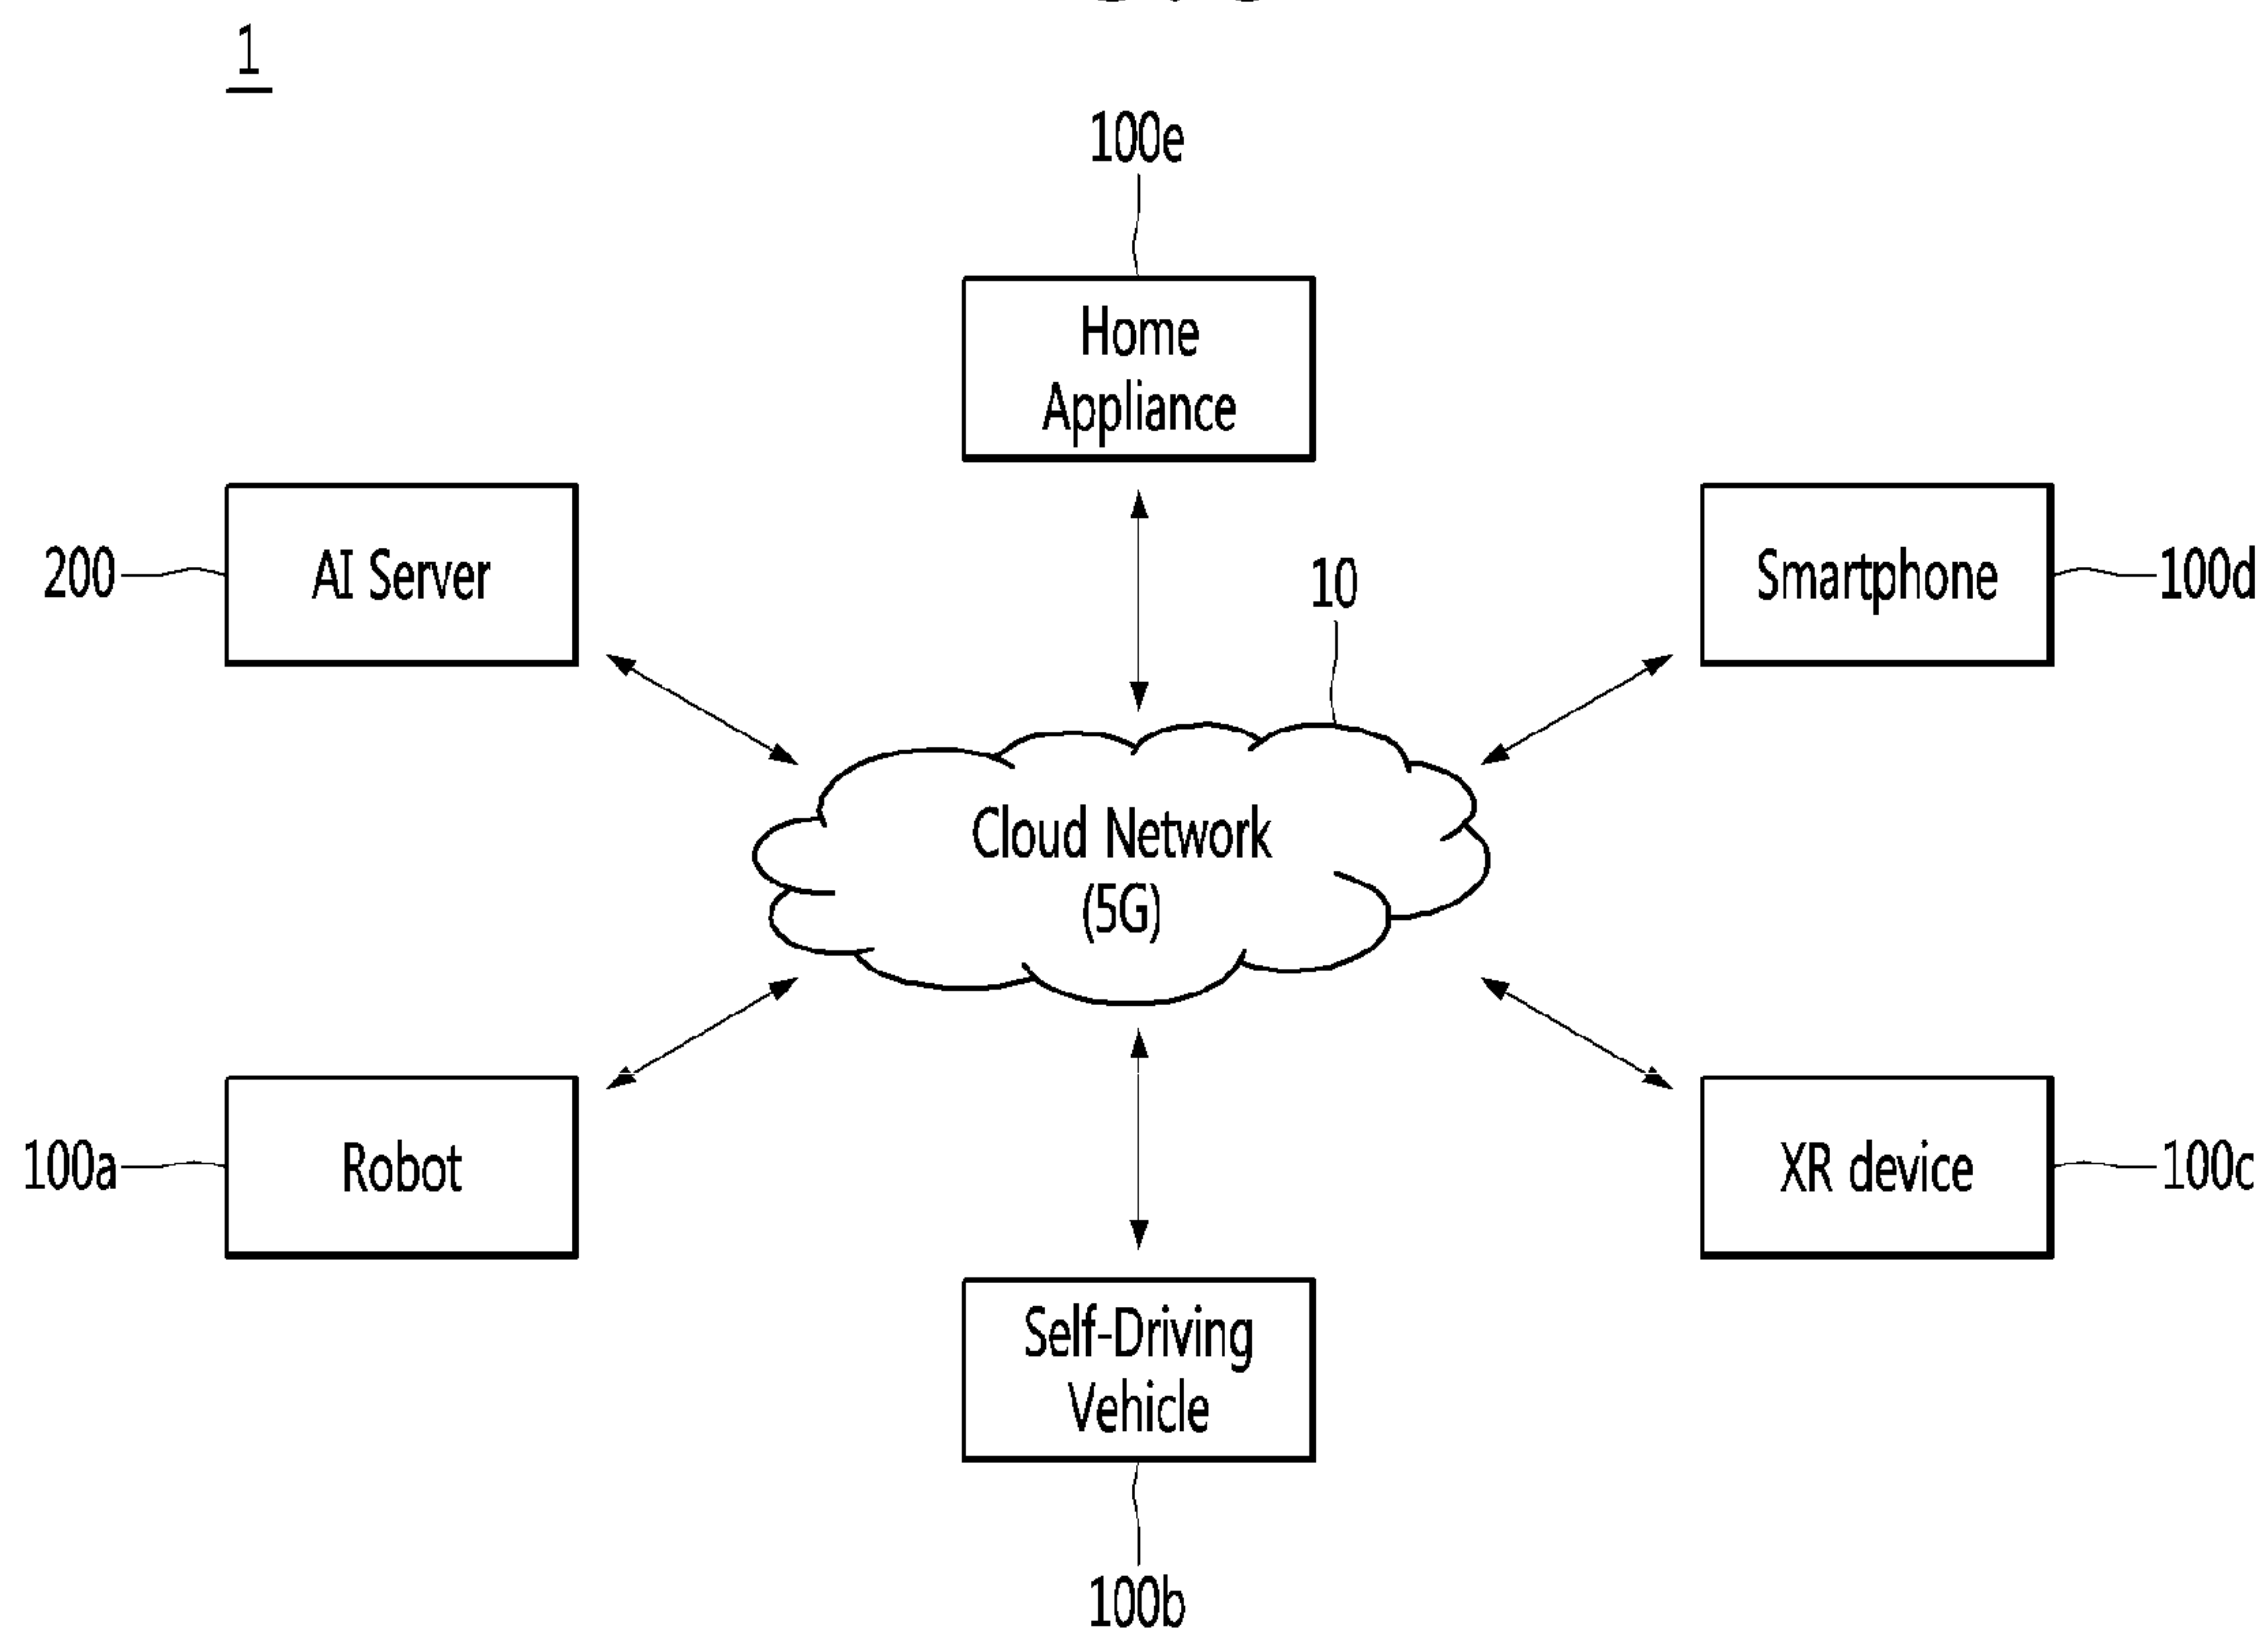 1
100e
Home
Appliance
200
AI Server
10
Smartphone
100d
Cloud Network
(5G)
100a
Robot
XR device
100c
Self-Driving
Vehicle
100b